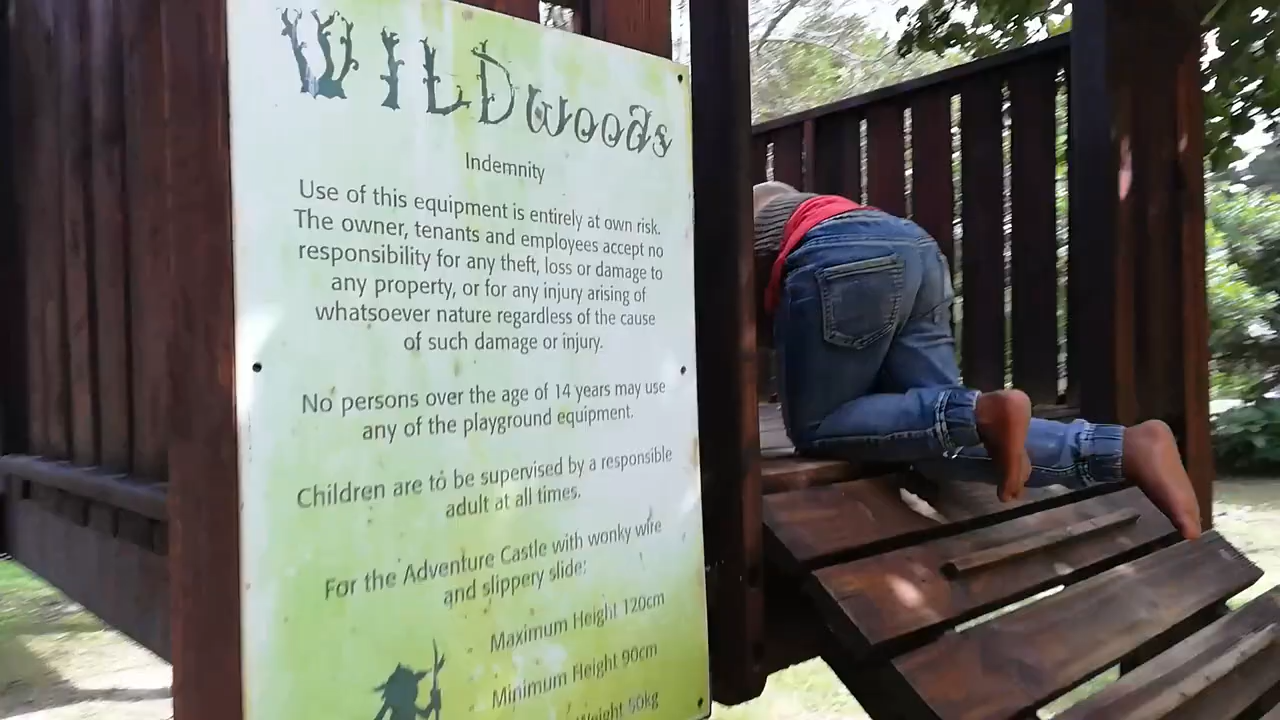 WILDwoods
Indemnity
Use of this equipment is entirely at own risk.
The owner, tenants and employees accept no
responsibility for any theft, loss or damage to
any property, or for any injury arising of
whatsoever nature regardless of the cause
of such damage or injury.
No persons over the age of 14 years may use
any of the playground equipment.
Children are to be supervised by a responsible
adult at all times.
For the Adventure Castle with wonky wire
and slippery slide:
Maximum Height 120cm
Minimum Height 90cm
Weight 50kg